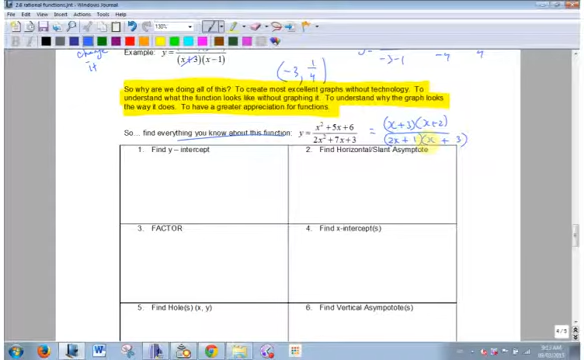 2.6 rational functions.jnt - Windows Journal
File Edit View Insert Actions Tools Help
change it
Example: y =
(x+3)(x−1)
(−3, 1/4)
−3−1
−4
4
So why are we doing all of this? To create most excellent graphs without technology. To
understand what the function looks like without graphing it. To understand why the graph looks
the way it does. To have a greater appreciation for functions.
So... find everything you know about this function: y = x² + 5x + 6 / 2x² + 7x + 3 = (x+3)(x+2) / (2x+1)(x + 3)
1. Find y – intercept
2. Find Horizontal/Slant Asymptote
3. FACTOR
4. Find x-intercept(s)
5. Find Hole(s) (x, y)
6. Find Vertical Asympotote(s)